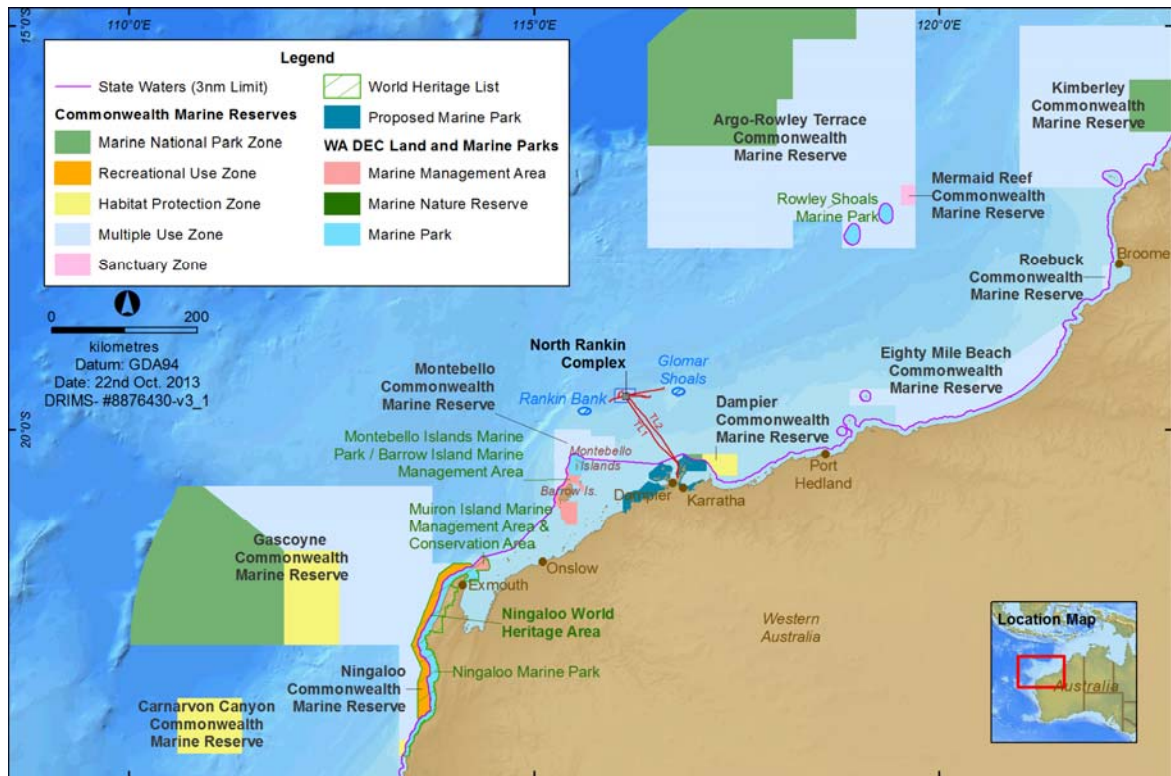 110°0'E
115°0'E
120°0'E
15°0'S
20°0'S
Legend
State Waters (3nm Limit)
Commonwealth Marine Reserves
Marine National Park Zone
Recreational Use Zone
Habitat Protection Zone
Multiple Use Zone
Sanctuary Zone
World Heritage List
Proposed Marine Park
WA DEC Land and Marine Parks
Marine Management Area
Marine Nature Reserve
Marine Park
0 200
kilometres
Datum: GDA94
Date: 22nd Oct. 2013
DRIMS- #8876430-v3_1
Argo-Rowley Terrace
Commonwealth
Marine Reserve
Kimberley
Commonwealth
Marine Reserve
Mermaid Reef
Commonwealth
Marine Reserve
Rowley Shoals
Marine Park
Roebuck
Commonwealth
Marine Reserve
Broome
North Rankin
Complex
Glomar
Shoals
Rankin Bank
TL1
TL2
Eighty Mile Beach
Commonwealth
Marine Reserve
Montebello
Commonwealth
Marine Reserve
Dampier
Commonwealth
Marine Reserve
Montebello Islands Marine
Park / Barrow Island Marine
Management Area
Montebello
Islands
Barrow Is.
Dampier
Karratha
Port
Hedland
Muiron Island Marine
Management Area &
Conservation Area
Onslow
Exmouth
Gascoyne
Commonwealth
Marine Reserve
Ningaloo World
Heritage Area
Ningaloo Marine Park
Ningaloo
Commonwealth
Marine Reserve
Carnarvon Canyon
Commonwealth
Marine Reserve
Western
Australia
Location Map
Australia